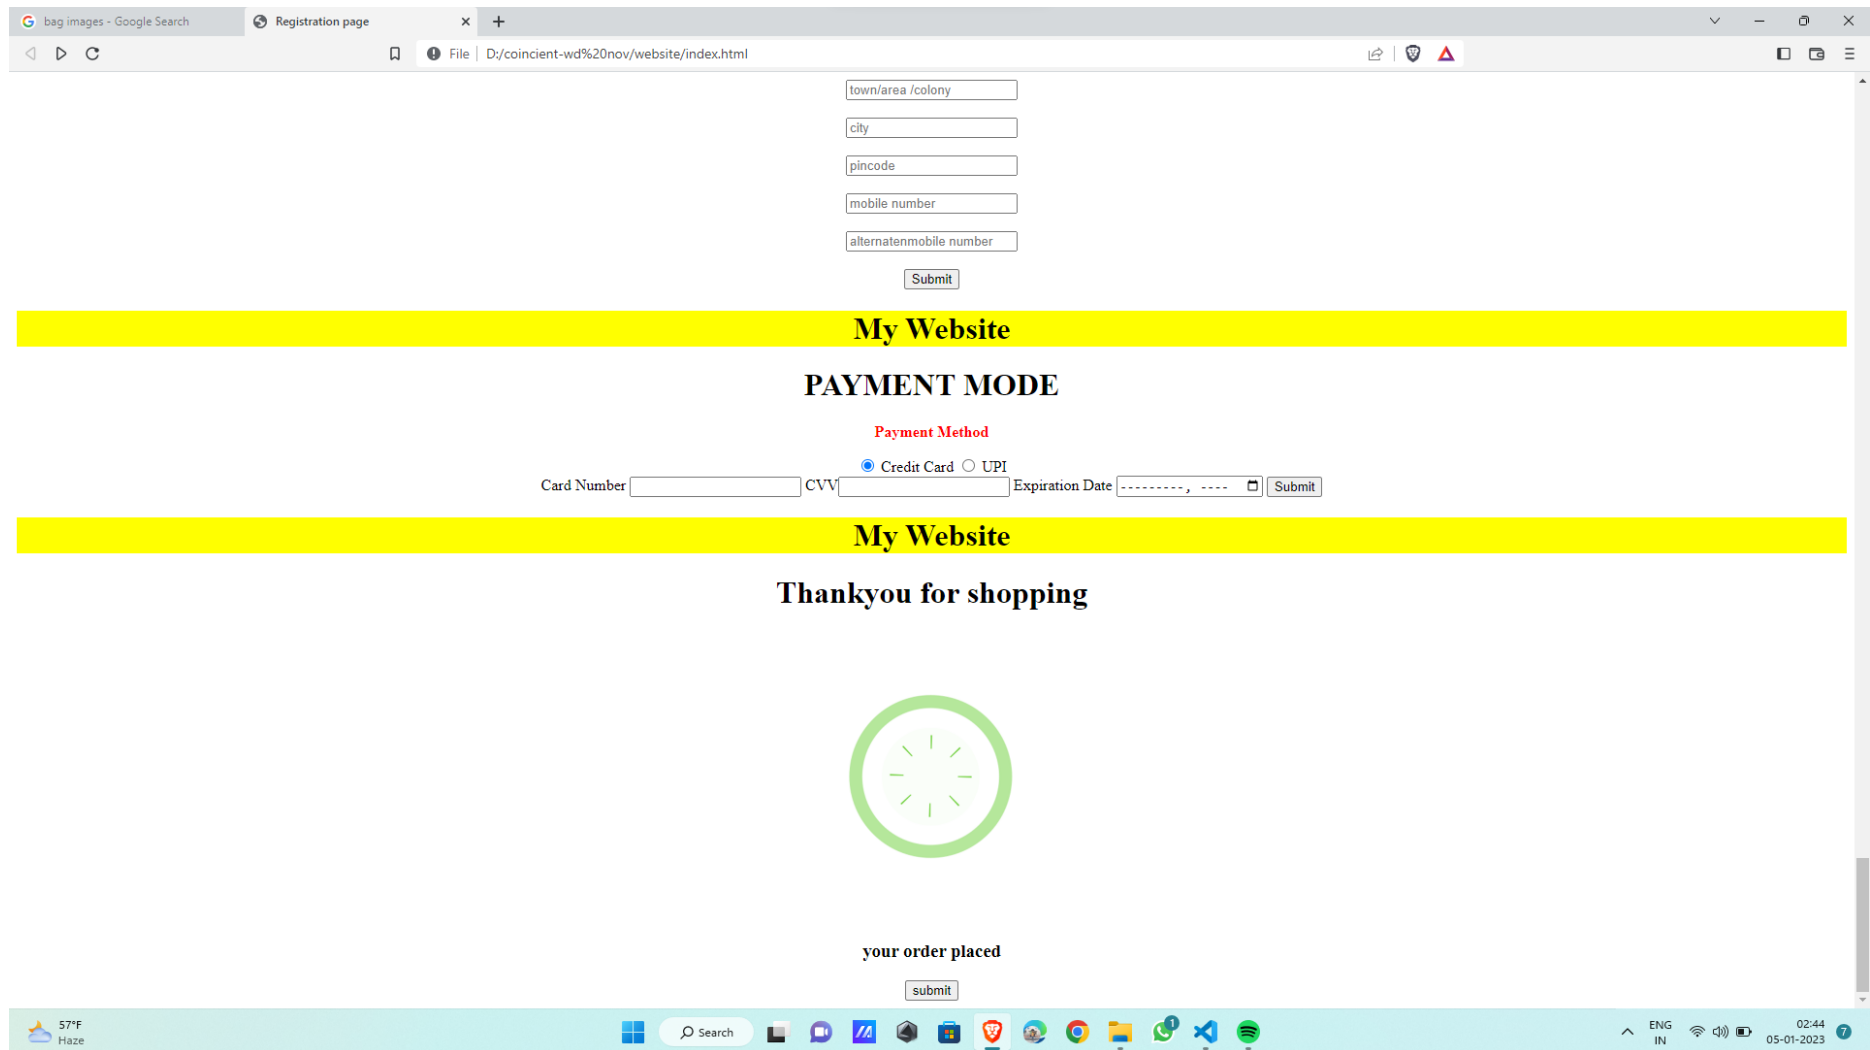 bag images - Google Search
Registration page
File D:/coincient-wd%20nov/website/index.html
town/area /colony
city
pincode
mobile number
alternatenmobile number
Submit
My Website
PAYMENT MODE
Payment Method
Credit Card UPI
Card Number CVV Expiration Date ---------, ---- Submit
My Website
Thankyou for shopping
your order placed
submit
57°F
Haze
Search
1
ENG
IN
02:44
05-01-2023
7